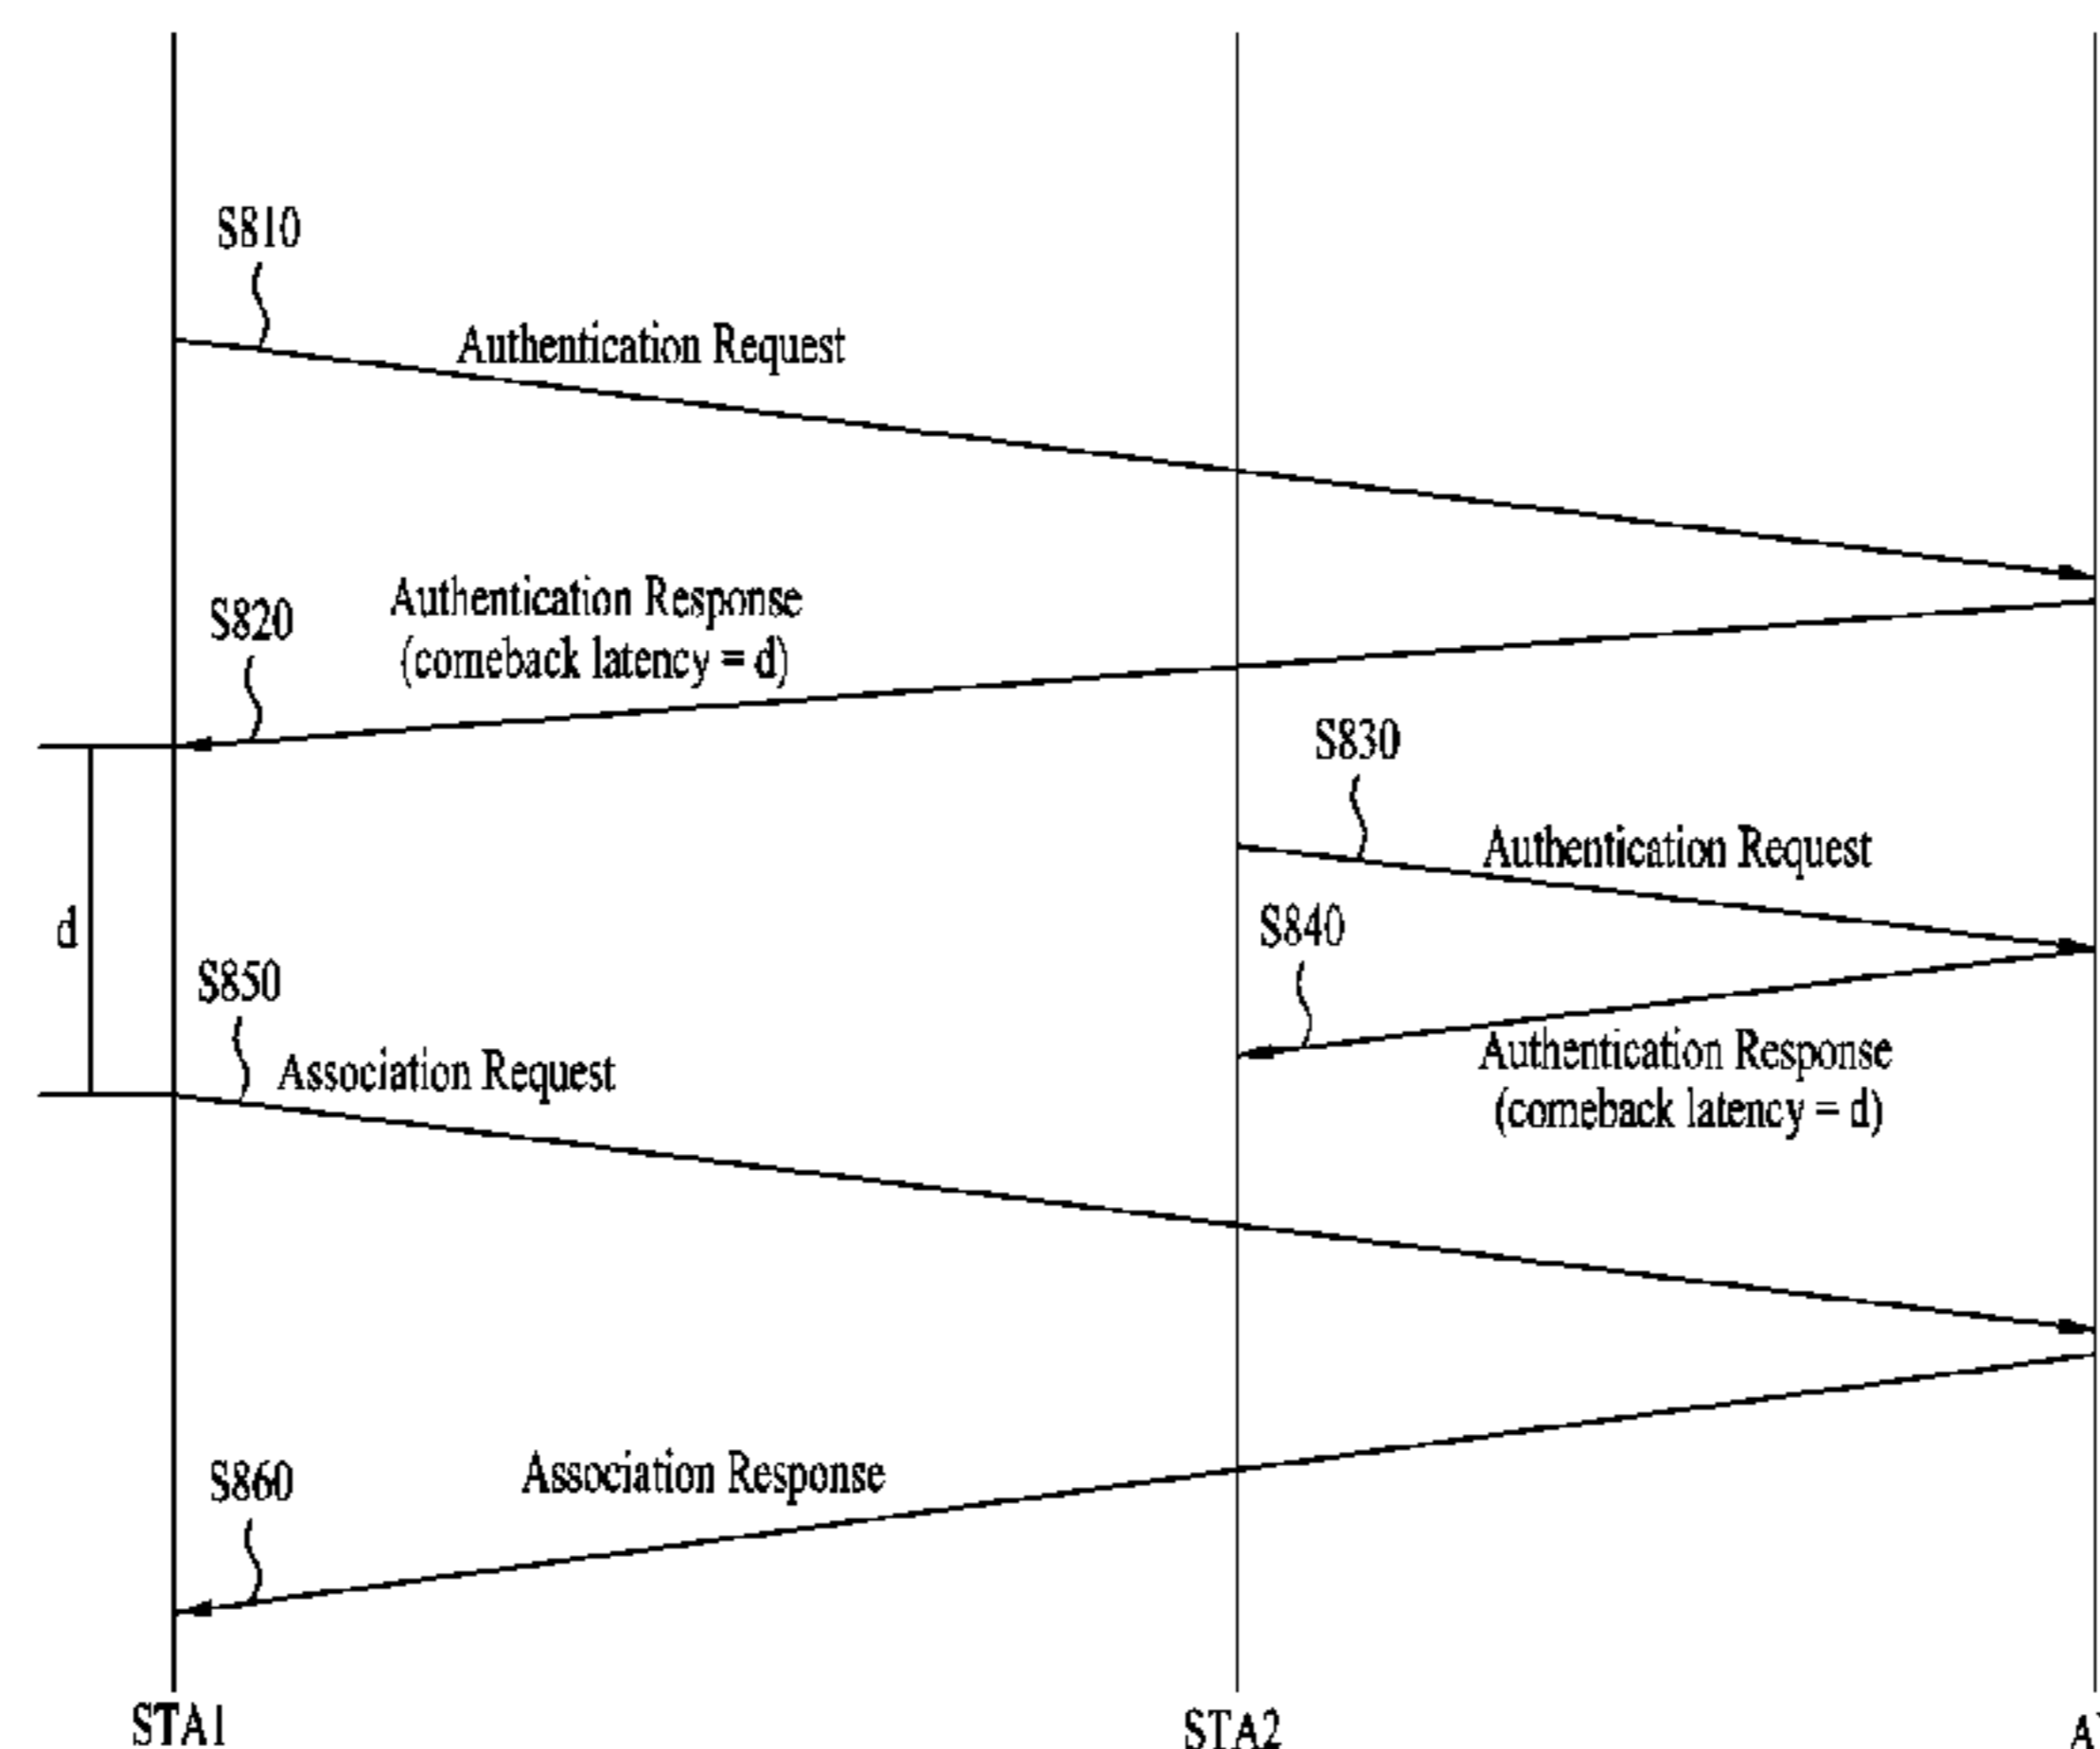 S810
Authentication Request
S820
Authentication Response
(comeback latency = d)
S830
Authentication Request
d
S840
S850
Authentication Response
(comeback latency = d)
Association Request
S860
Association Response
STA1
STA2